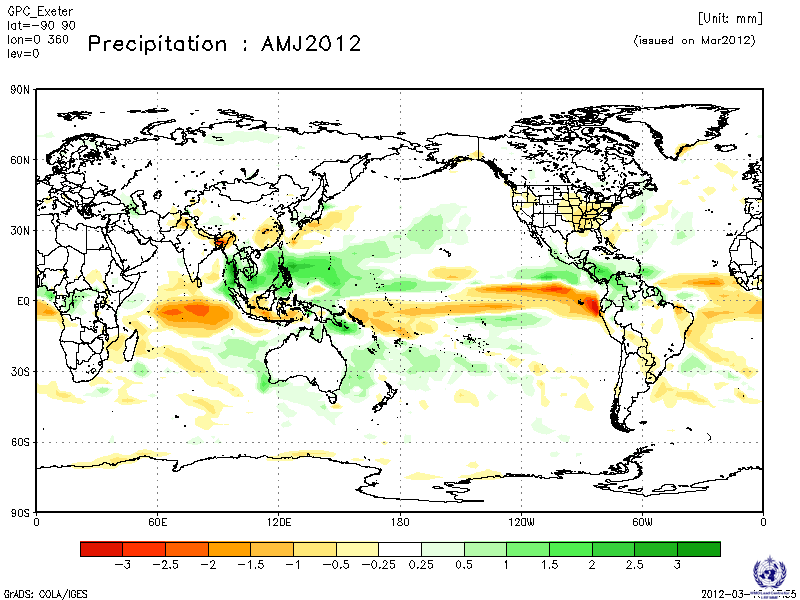 GPC_Exeter
lat=-90 90
lon=0 360
lev=0
Precipitation : AMJ2012
[Unit: mm]
(issued on Mar2012)
90N
60N
30N
EQ
30S
60S
90S
0 60E 120E 180 120W 60W 0
-3 -2.5 -2 -1.5 -1 -0.5 -0.25 0.25 0.5 1 1.5 2 2.5 3
GrADS: COLA/IGES
2012-03-